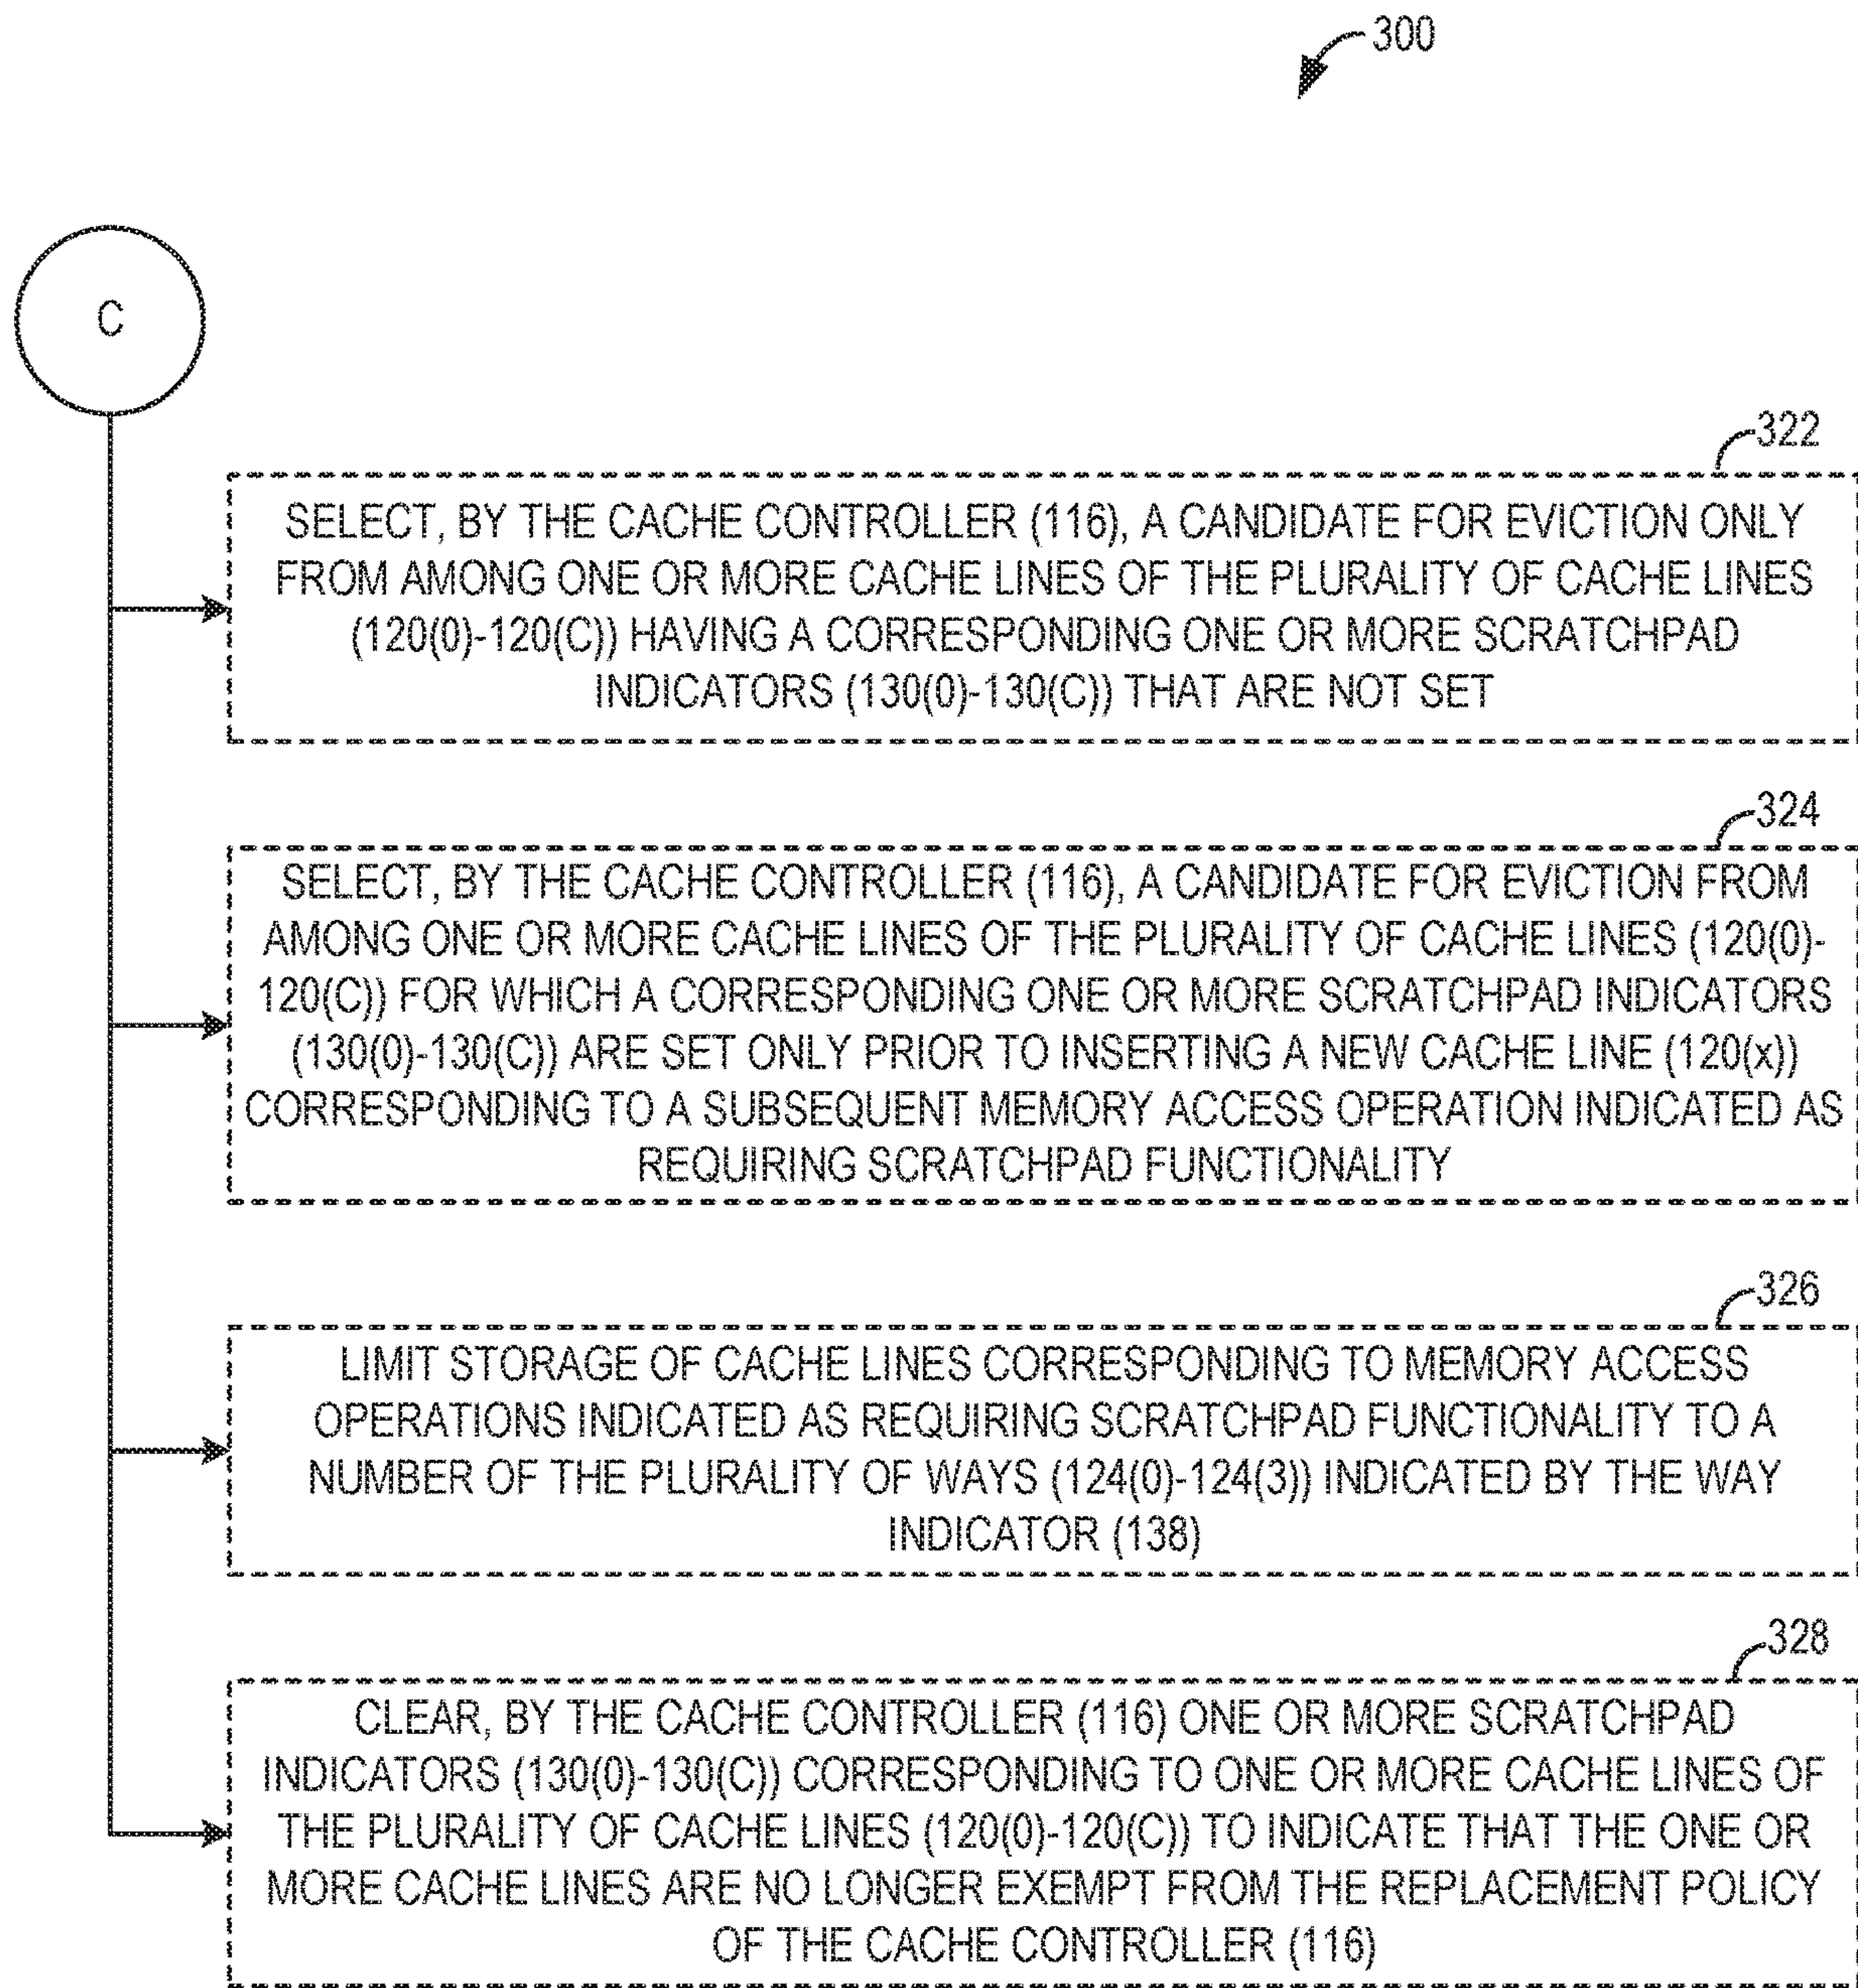 300
C
322
SELECT, BY THE CACHE CONTROLLER (116), A CANDIDATE FOR EVICTION ONLY
FROM AMONG ONE OR MORE CACHE LINES OF THE PLURALITY OF CACHE LINES
(120(0)-120(C)) HAVING A CORRESPONDING ONE OR MORE SCRATCHPAD
INDICATORS (130(0)-130(C)) THAT ARE NOT SET
324
SELECT, BY THE CACHE CONTROLLER (116), A CANDIDATE FOR EVICTION FROM
AMONG ONE OR MORE CACHE LINES OF THE PLURALITY OF CACHE LINES (120(0)-
120(C)) FOR WHICH A CORRESPONDING ONE OR MORE SCRATCHPAD INDICATORS
(130(0)-130(C)) ARE SET ONLY PRIOR TO INSERTING A NEW CACHE LINE (120(x))
CORRESPONDING TO A SUBSEQUENT MEMORY ACCESS OPERATION INDICATED AS
REQUIRING SCRATCHPAD FUNCTIONALITY
326
LIMIT STORAGE OF CACHE LINES CORRESPONDING TO MEMORY ACCESS
OPERATIONS INDICATED AS REQUIRING SCRATCHPAD FUNCTIONALITY TO A
NUMBER OF THE PLURALITY OF WAYS (124(0)-124(3)) INDICATED BY THE WAY
INDICATOR (138)
328
CLEAR, BY THE CACHE CONTROLLER (116) ONE OR MORE SCRATCHPAD
INDICATORS (130(0)-130(C)) CORRESPONDING TO ONE OR MORE CACHE LINES OF
THE PLURALITY OF CACHE LINES (120(0)-120(C)) TO INDICATE THAT THE ONE OR
MORE CACHE LINES ARE NO LONGER EXEMPT FROM THE REPLACEMENT POLICY
OF THE CACHE CONTROLLER (116)